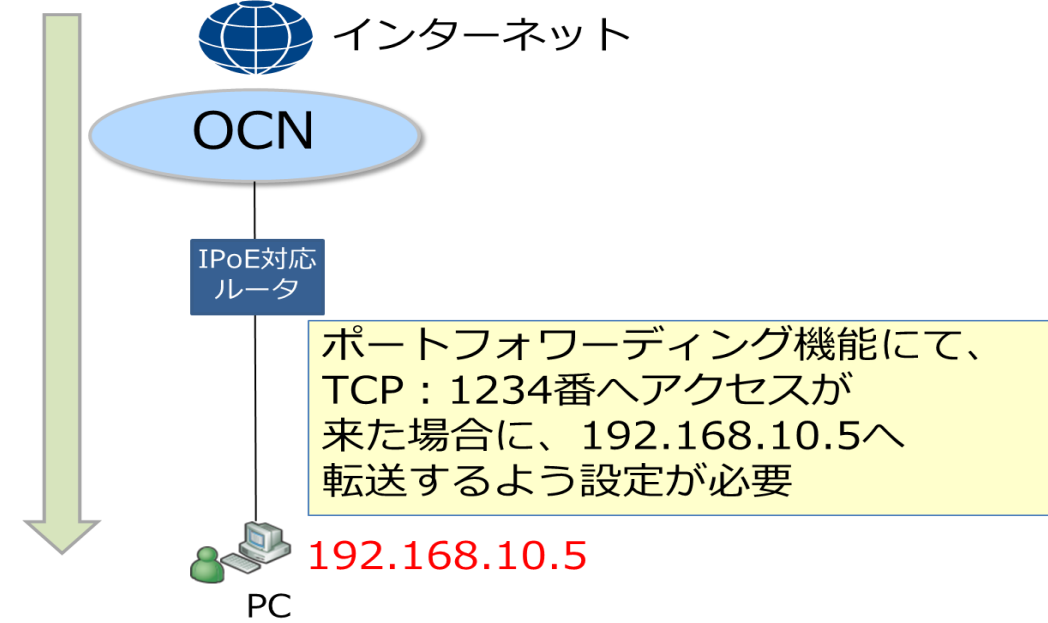 インターネット
OCN
IPoE対応
ルータ
ポートフォワーディング機能にて、
TCP：1234番へアクセスが
来た場合に、192.168.10.5へ
転送するよう設定が必要
192.168.10.5
PC